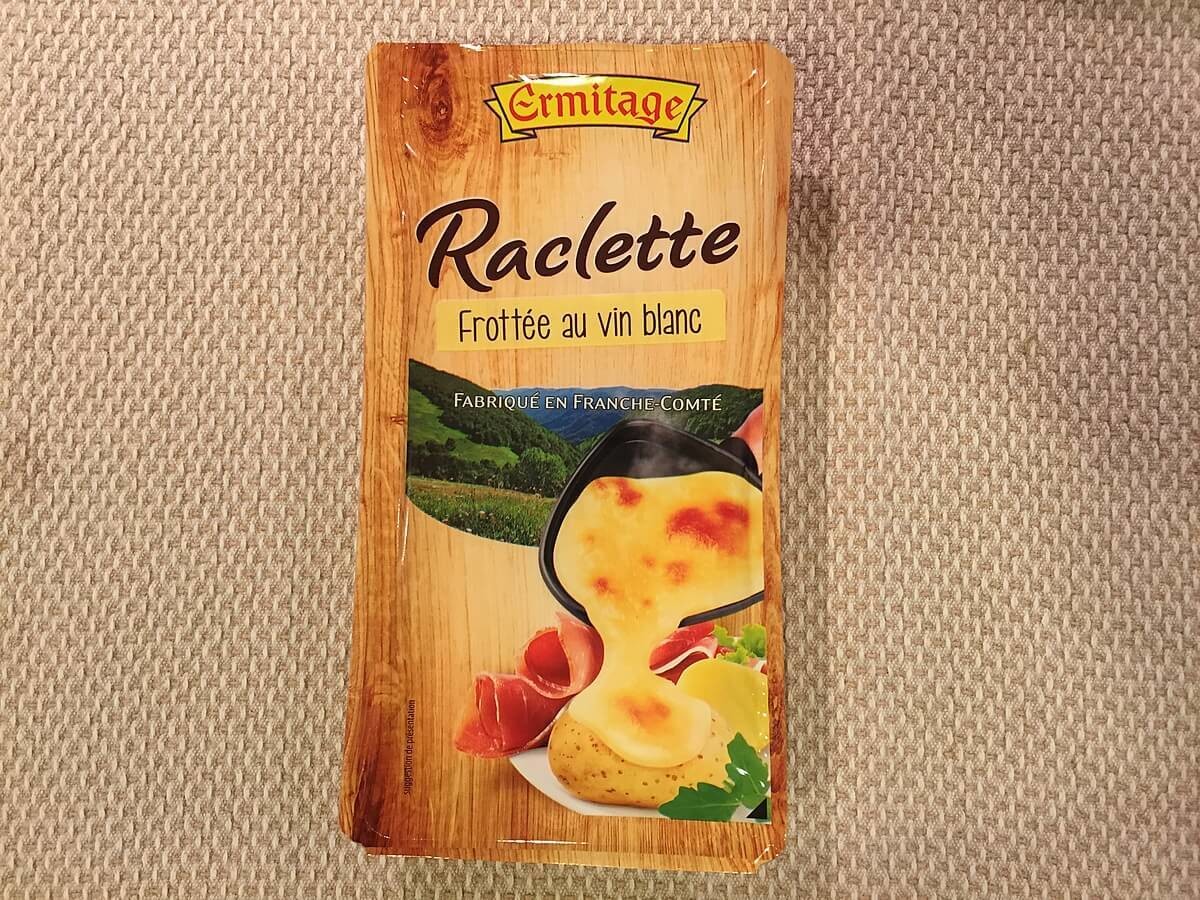 Ermitage
Raclette
Frottée au vin blanc
Fabriqué en Franche-Comté
suggestion de présentation